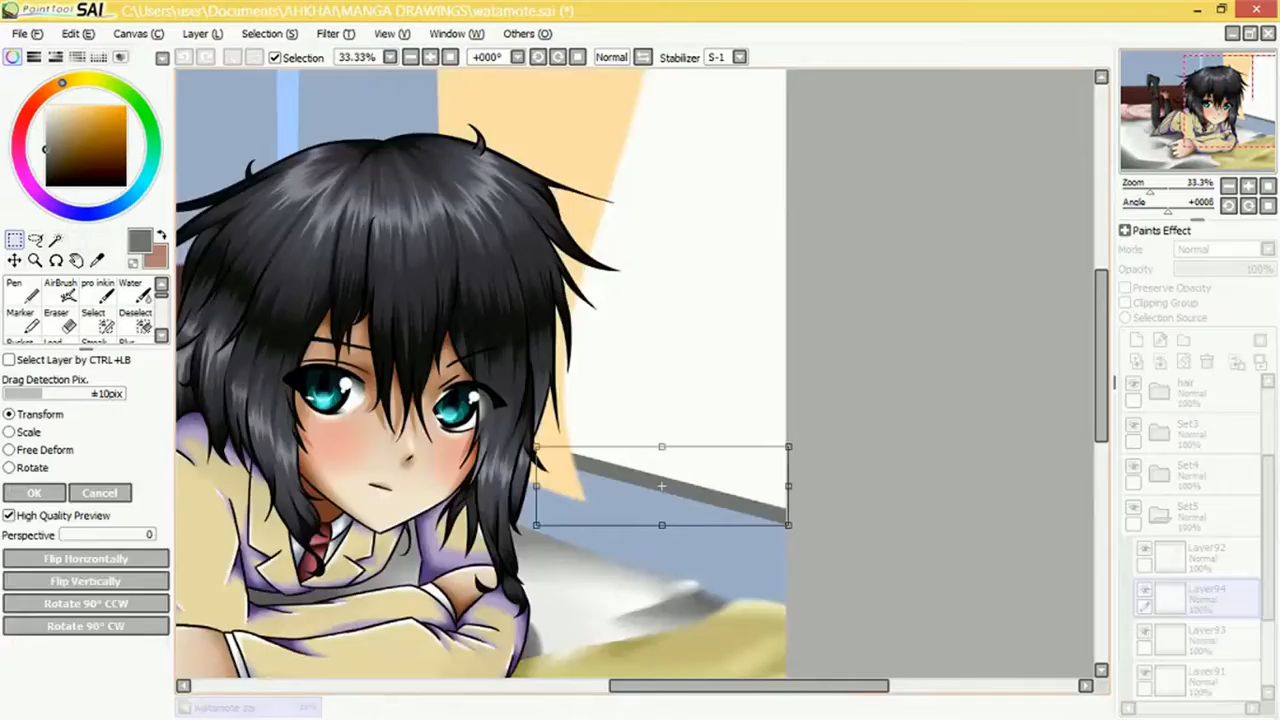 PaintTool SAI C:\Users\user\Documents\AHKHAI\MANGA DRAWINGS\watamote.sai (*)
File (F) Edit (E) Canvas (C) Layer (L) Selection (S) Filter (T) View (V) Window (W) Others (O)
Selection 33.33% +000° Normal Stabilizer S-1
Zoom 33.3%
Angle +000δ
Paints Effect
Mode Normal
Opacity 100%
Preserve Opacity
Clipping Group
Selection Source
Pen AirBrush pro inkin Water
Marker Eraser Select Deselect
Select Layer by CTRL+LB
Drag Detection Pix.
±10pix
Transform
Scale
Free Deform
Rotate
OK Cancel
High Quality Preview
Perspective 0
Flip Horizontally
Flip Vertically
Rotate 90° CCW
Rotate 90° CW
hair
Normal
100%
Set3
Normal
100%
Set4
Normal
100%
Set5
Normal
100%
Layer92
Normal
100%
Layer94
Normal
100%
Layer93
Normal
100%
Layer91
Normal
100%
watamote.sai